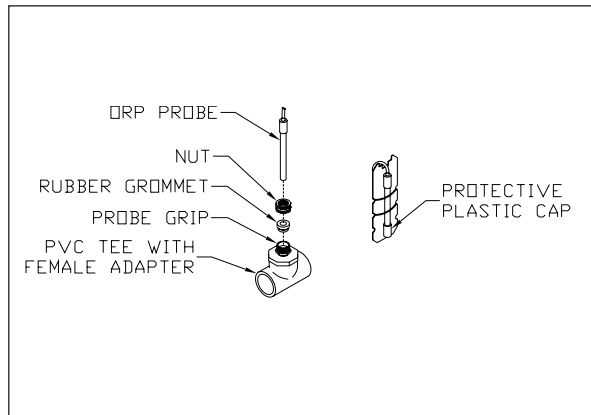 ORP PROBE
NUT
RUBBER GROMMET
PROBE GRIP
PVC TEE WITH
FEMALE ADAPTER
PROTECTIVE
PLASTIC CAP